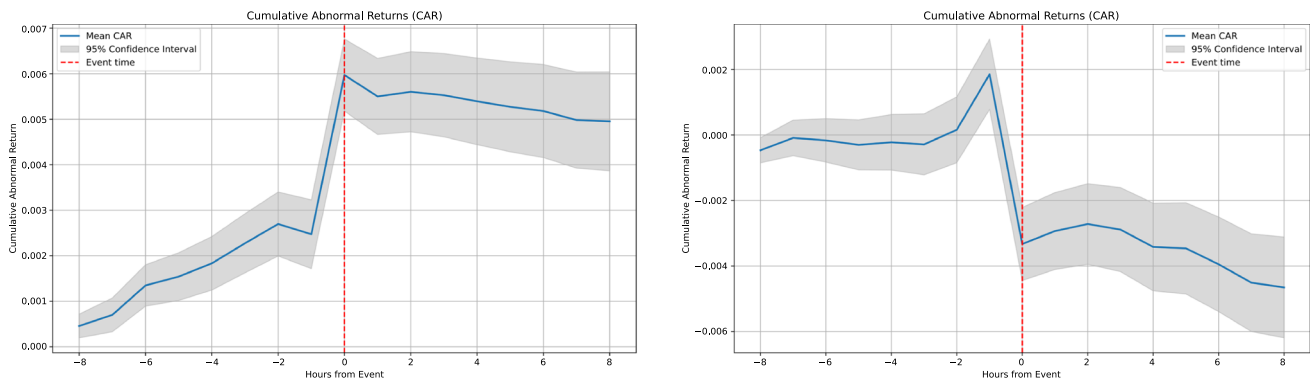 Cumulative Abnormal Returns (CAR)
Mean CAR
95% Confidence Interval
Event time
Cumulative Abnormal Return
0.007
0.006
0.005
0.004
0.003
0.002
0.001
0.000
−8 −6 −4 −2 0 2 4 6 8
Hours from Event
Cumulative Abnormal Returns (CAR)
Mean CAR
95% Confidence Interval
Event time
Cumulative Abnormal Return
0.002
0.000
−0.002
−0.004
−0.006
−8 −6 −4 −2 0 2 4 6 8
Hours from Event